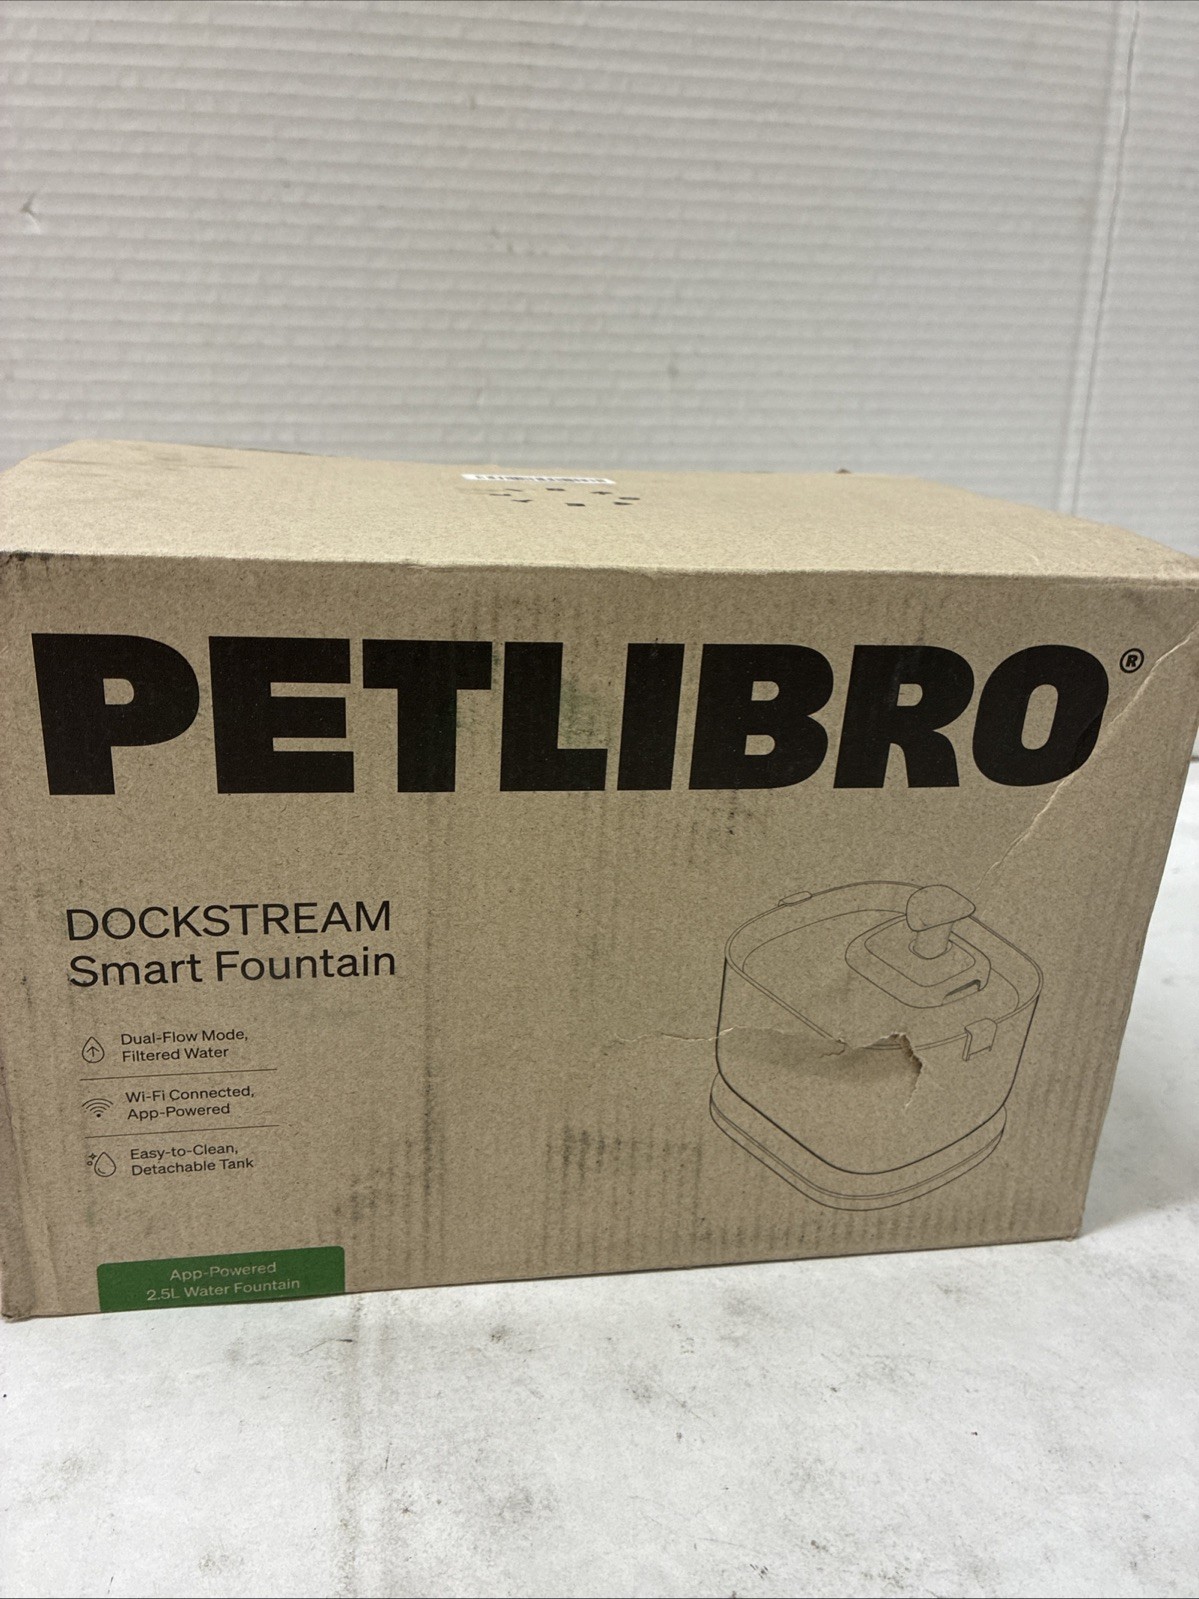 PETLIBRO®
DOCKSTREAM
Smart Fountain
Dual-Flow Mode,
Filtered Water
Wi-Fi Connected,
App-Powered
Easy-to-Clean,
Detachable Tank
App-Powered
2.5L Water Fountain